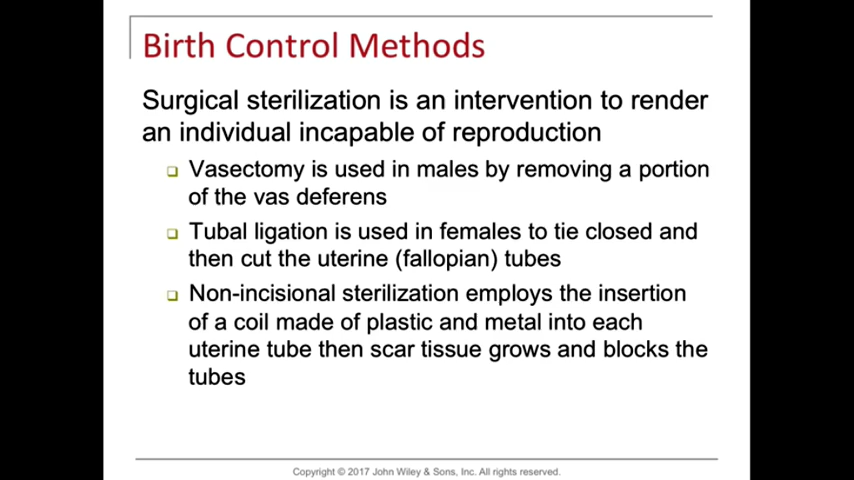 Birth Control Methods
Surgical sterilization is an intervention to render
an individual incapable of reproduction
Vasectomy is used in males by removing a portion
of the vas deferens
Tubal ligation is used in females to tie closed and
then cut the uterine (fallopian) tubes
Non-incisional sterilization employs the insertion
of a coil made of plastic and metal into each
uterine tube then scar tissue grows and blocks the
tubes
Copyright © 2017 John Wiley & Sons, Inc. All rights reserved.